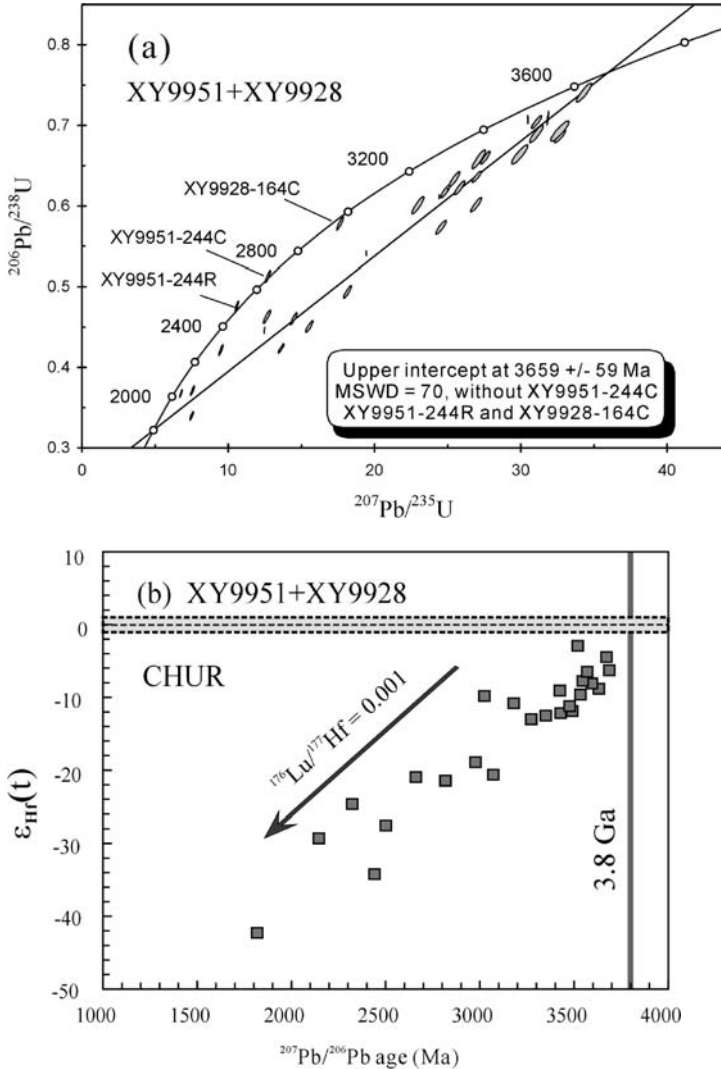 (a)
XY9951+XY9928
0.8
0.7
0.6
0.5
0.4
0.3
²⁰⁶Pb/²³⁸U
3600
3200
XY9928-164C
XY9951-244C
2800
XY9951-244R
2400
2000
Upper intercept at 3659 +/- 59 Ma
MSWD = 70, without XY9951-244C
XY9951-244R and XY9928-164C
0 10 20 30 40
²⁰⁷Pb/²³⁵U
10
0
-10
-20
-30
-40
-50
εHf(t)
(b) XY9951+XY9928
CHUR
¹⁷⁶Lu/¹⁷⁷Hf = 0.001
3.8 Ga
1000 2000 3000 4000
²⁰⁷Pb/²⁰⁶Pb age (Ma)